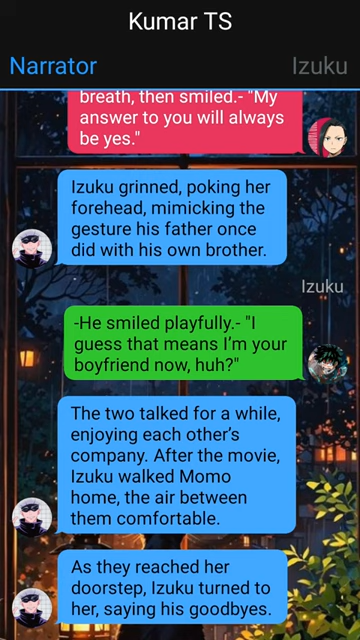 Kumar TS
Narrator
Izuku
breath, then smiled.- "My
answer to you will always
be yes."
Izuku grinned, poking her
forehead, mimicking the
gesture his father once
did with his own brother.
Izuku
-He smiled playfully.- "I
guess that means I’m your
boyfriend now, huh?"
The two talked for a while,
enjoying each other’s
company. After the movie,
Izuku walked Momo
home, the air between
them comfortable.
As they reached her
doorstep, Izuku turned to
her, saying his goodbyes.